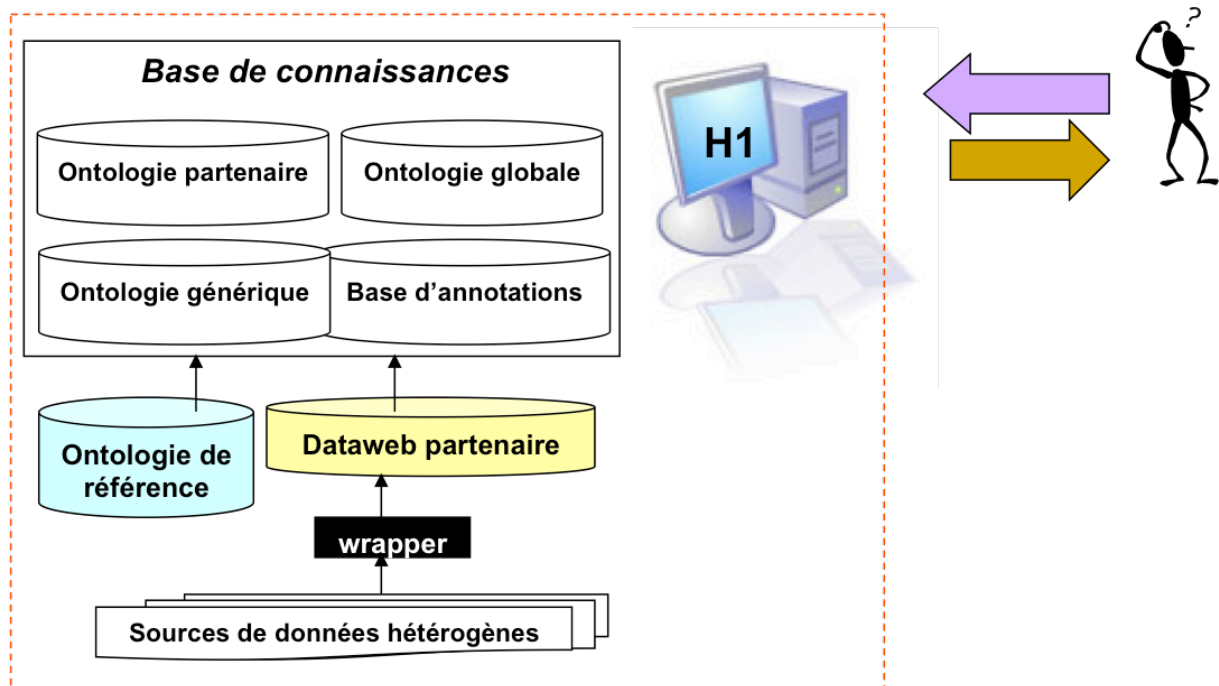 Base de connaissances
Ontologie partenaire
Ontologie globale
Ontologie générique
Base d'annotations
H1
?
Ontologie de
référence
Dataweb partenaire
wrapper
Sources de données hétérogènes